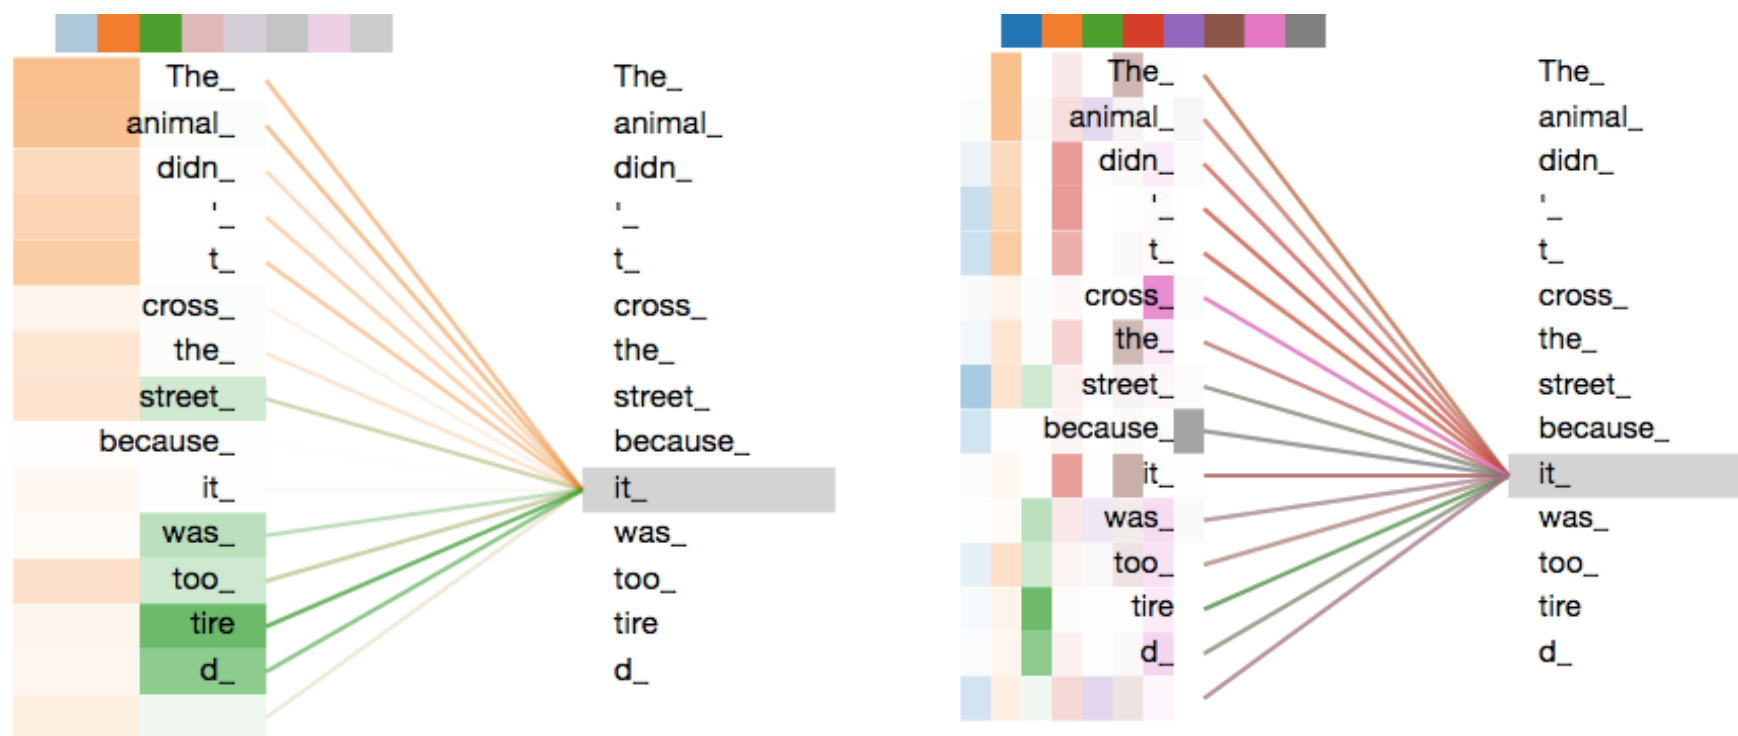 The_ The_ The_ The_
animal_ animal_ animal_ animal_
didn_ didn_ didn_ didn_
'_ '_ '_ '_
t_ t_ t_ t_
cross_ cross_ cross_ cross_
the_ the_ the_ the_
street_ street_ street_ street_
because_ because_ because_ because_
it_ it_ it_ it_
was_ was_ was_ was_
too_ too_ too_ too_
tire tire tire tire
d_ d_ d_ d_